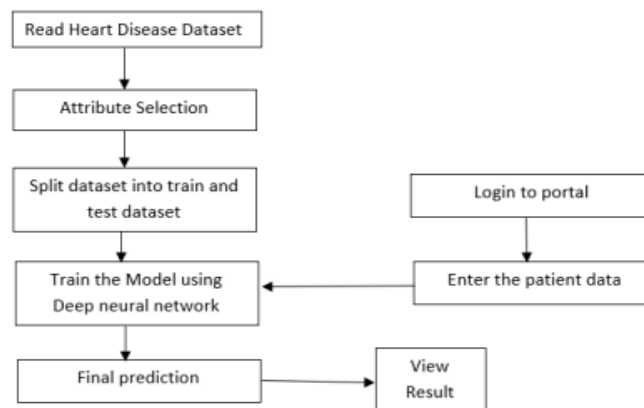 Read Heart Disease Dataset
Attribute Selection
Split dataset into train and
test dataset
Login to portal
Train the Model using
Deep neural network
Enter the patient data
Final prediction
View
Result